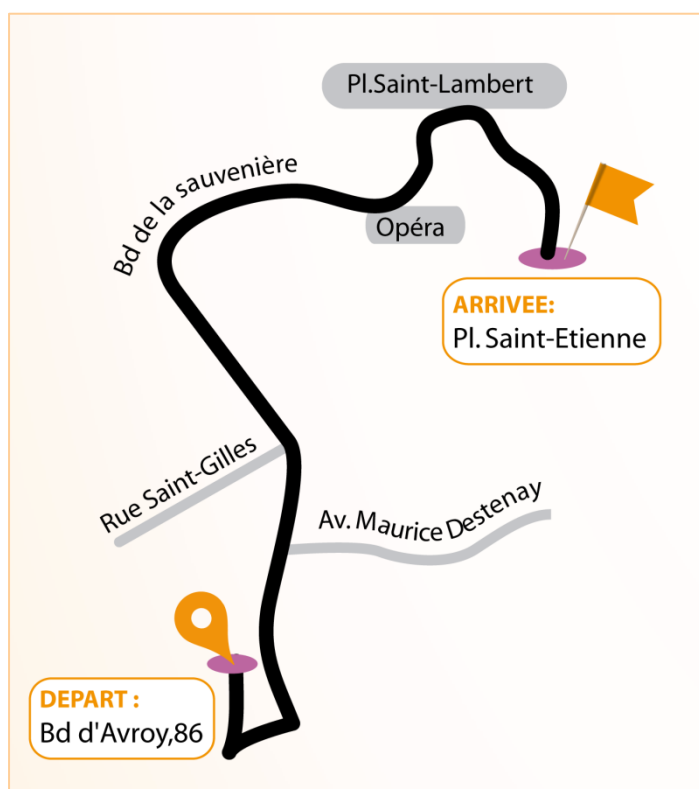 Pl.Saint-Lambert
Bd de la sauvenière
Opéra
ARRIVEE:
Pl. Saint-Etienne
Rue Saint-Gilles
Av. Maurice Destenay
DEPART :
Bd d'Avroy,86